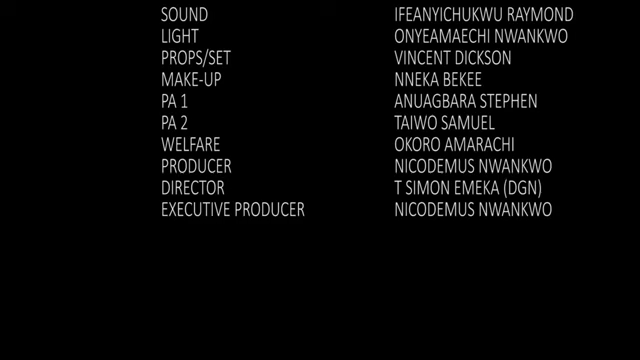 SOUND IFEANYICHUKWU RAYMOND
LIGHT ONYEAMAECHI NWANKWO
PROPS/SET VINCENT DICKSON
MAKE-UP NNEKA BEKEE
PA 1 ANUAGBARA STEPHEN
PA 2 TAIWO SAMUEL
WELFARE OKORO AMARACHI
PRODUCER NICODEMUS NWANKWO
DIRECTOR T SIMON EMEKA (DGN)
EXECUTIVE PRODUCER NICODEMUS NWANKWO